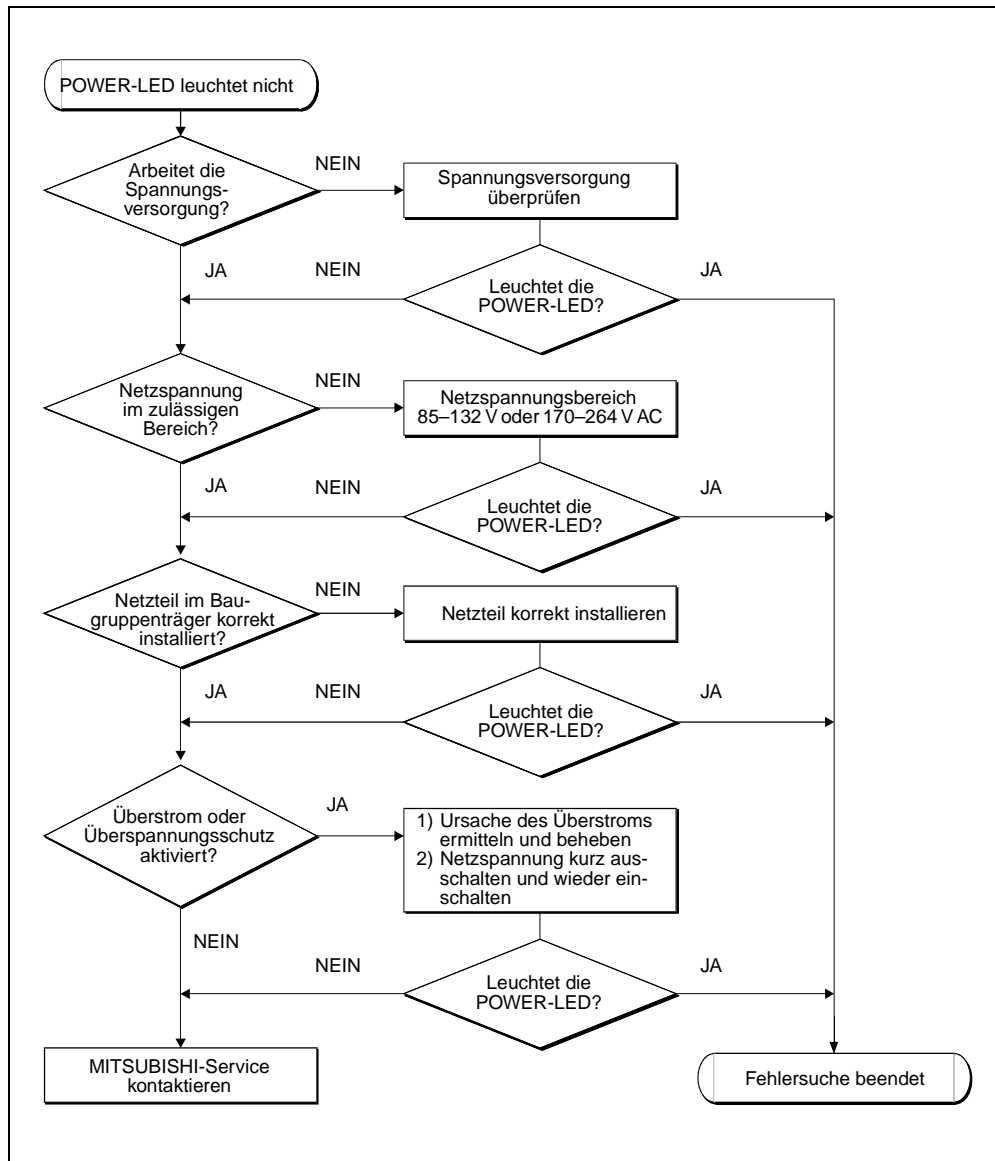 POWER-LED leuchtet nicht
Arbeitet die
Spannungs-
versorgung?
NEIN
Spannungsversorgung
überprüfen
JA
NEIN
Leuchtet die
POWER-LED?
JA
Netzspannung
im zulässigen
Bereich?
NEIN
Netzspannungsbereich
85–132 V oder 170–264 V AC
JA
NEIN
Leuchtet die
POWER-LED?
JA
Netzteil im Bau-
gruppenträger korrekt
installiert?
NEIN
Netzteil korrekt installieren
JA
NEIN
Leuchtet die
POWER-LED?
JA
Überstrom oder
Überspannungsschutz
aktiviert?
JA
1) Ursache des Überstroms
ermitteln und beheben
2) Netzspannung kurz aus-
schalten und wieder ein-
schalten
NEIN
NEIN
Leuchtet die
POWER-LED?
JA
MITSUBISHI-Service
kontaktieren
Fehlersuche beendet